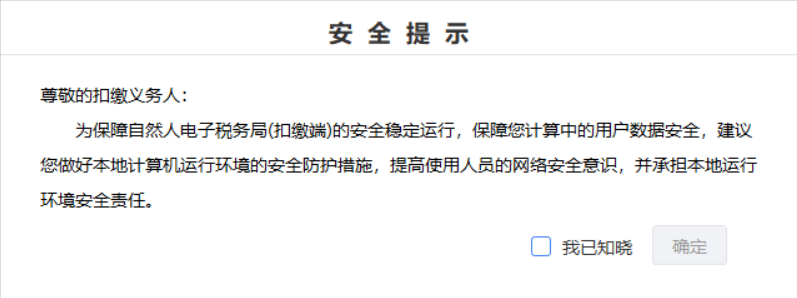 安全提示
尊敬的扣缴义务人：
为保障自然人电子税务局(扣缴端)的安全稳定运行，保障您计算中的用户数据安全，建议
您做好本地计算机运行环境的安全防护措施，提高使用人员的网络安全意识，并承担本地运行
环境安全责任。
我已知晓 确定